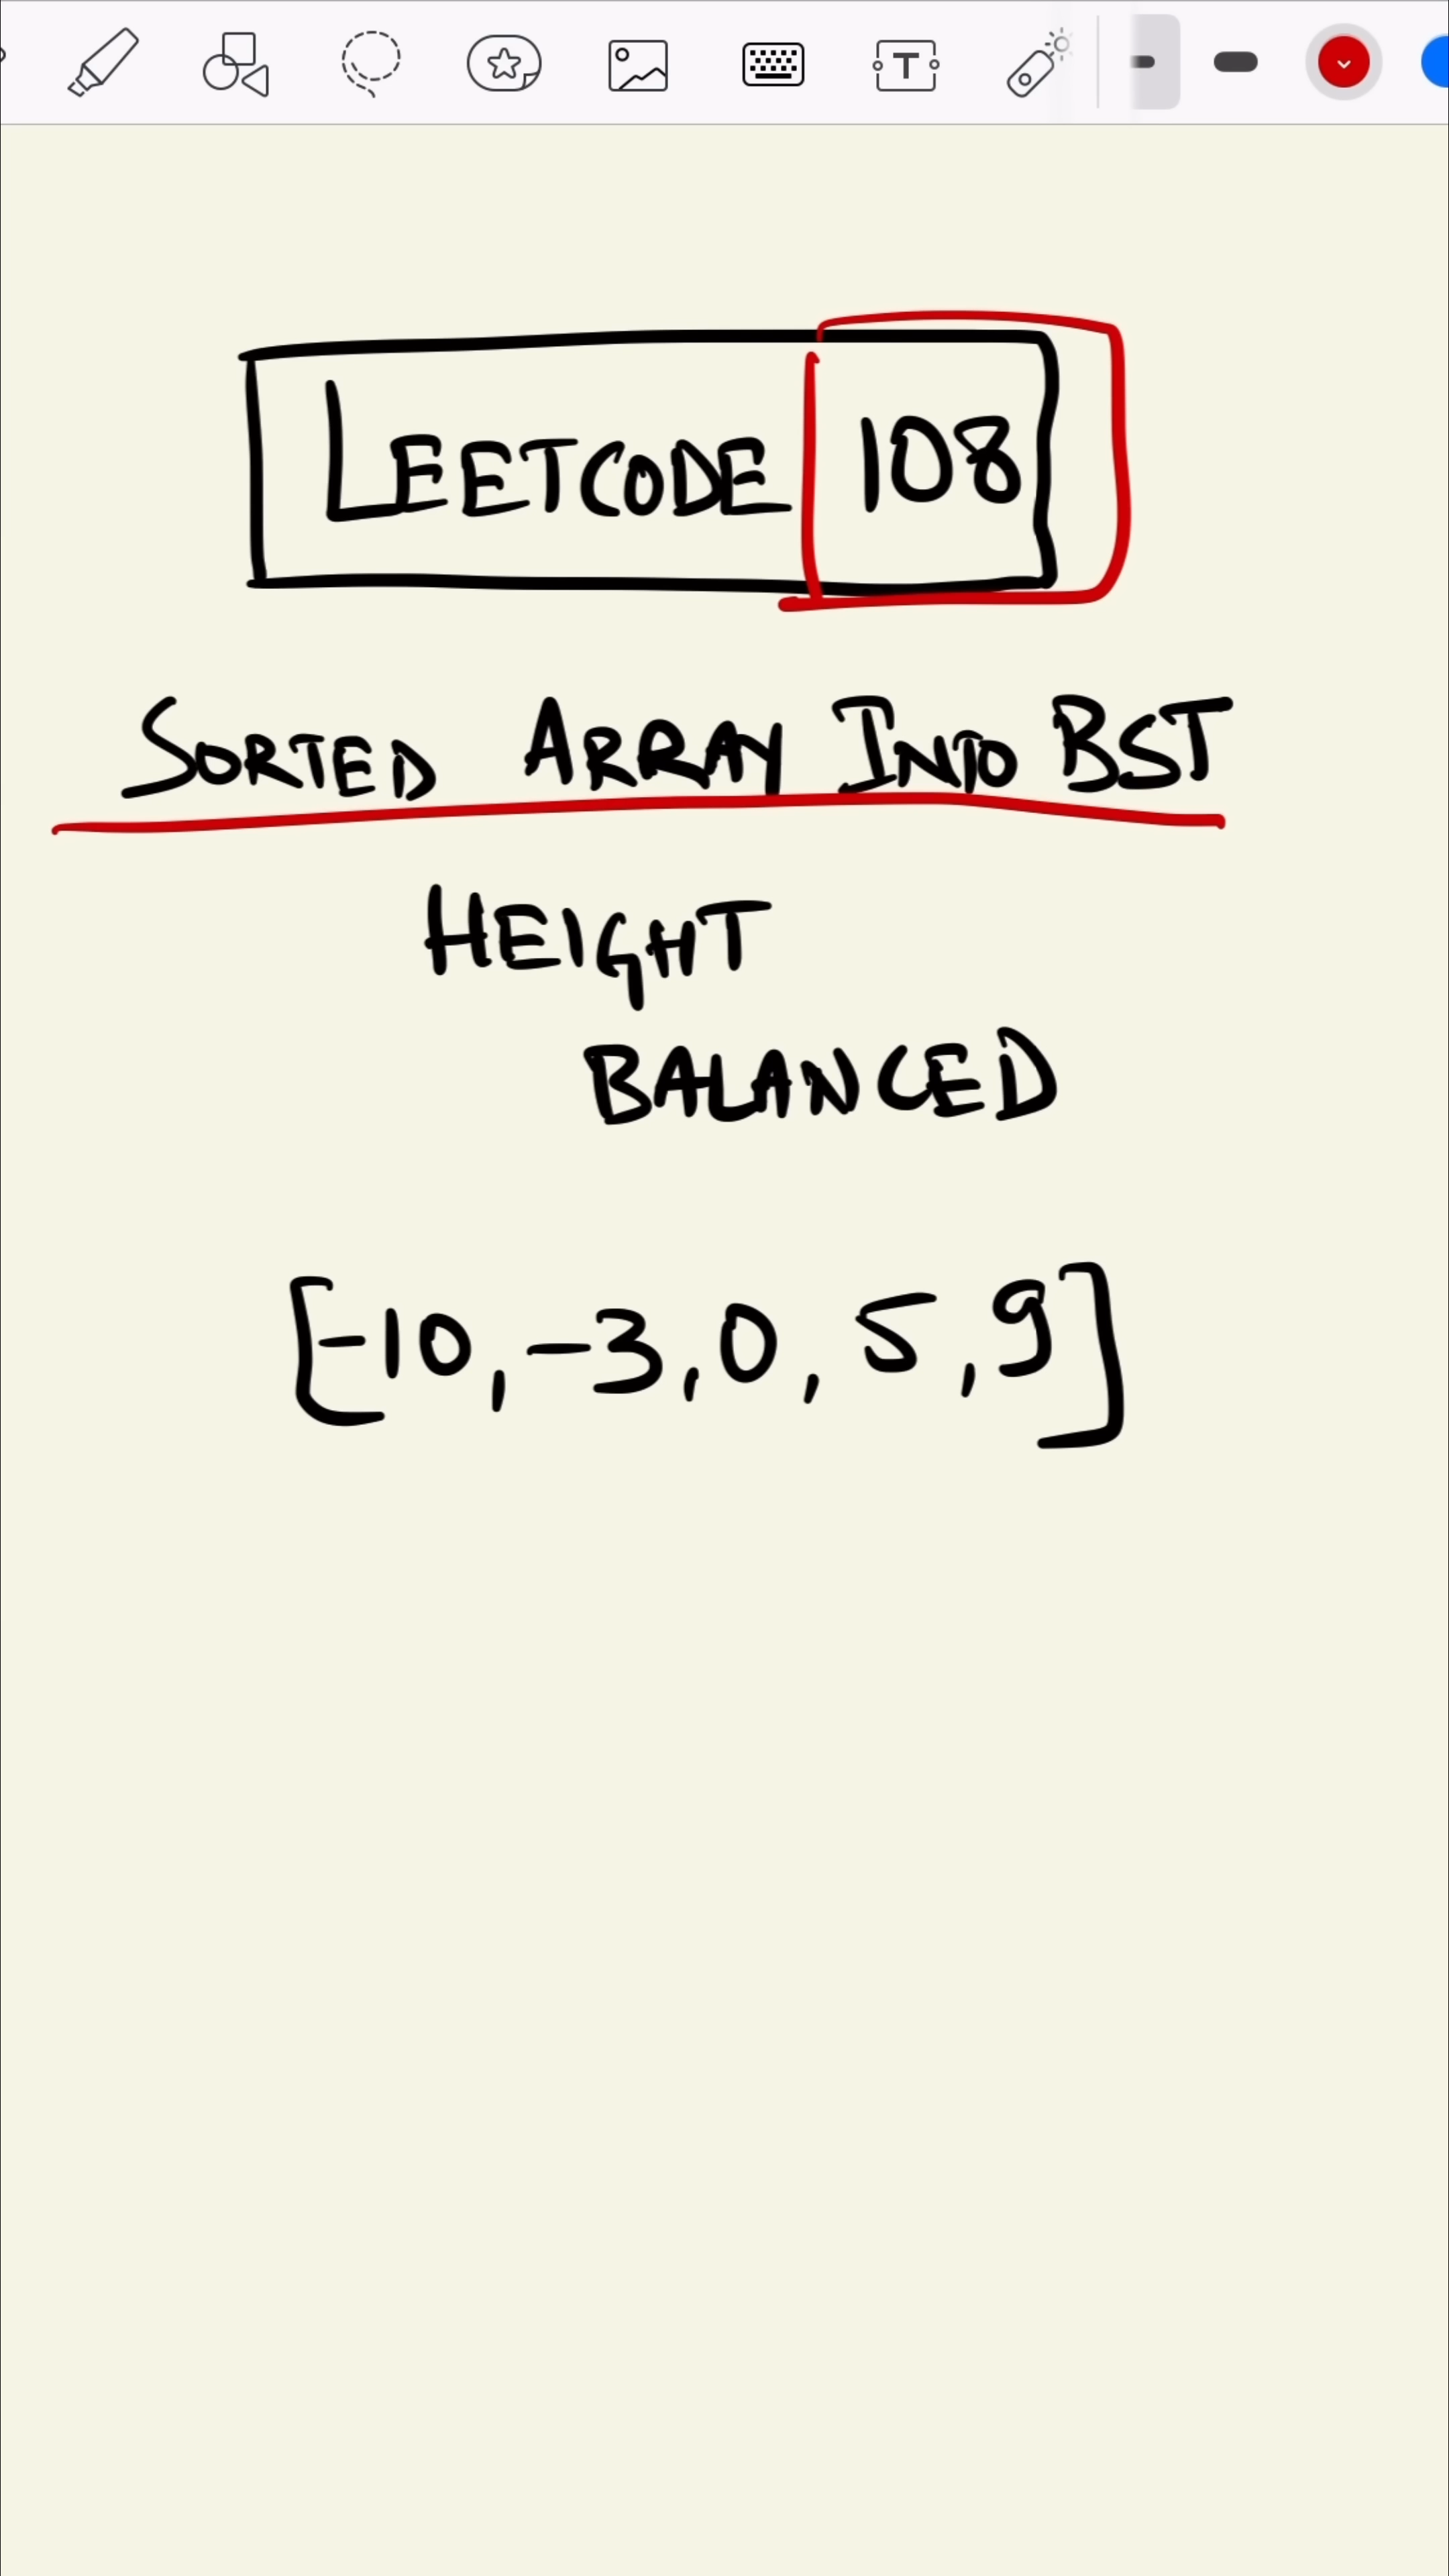 LEETCODE 108
SORTED ARRAY INTO BST
HEIGHT
BALANCED
[-10,-3,0,5,9]